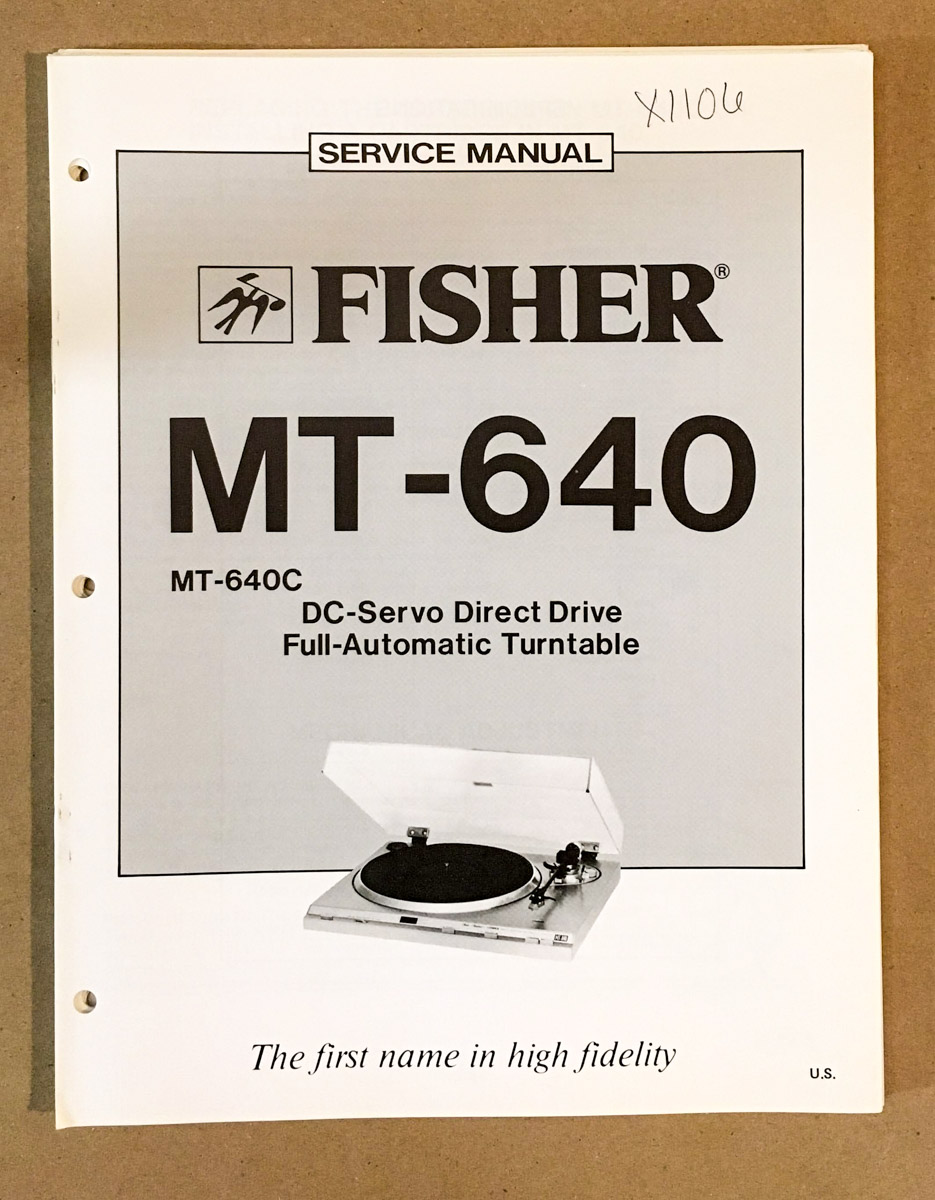 X1106
SERVICE MANUAL
FISHER®
MT-640
MT-640C
DC-Servo Direct Drive
Full-Automatic Turntable
The first name in high fidelity
U.S.